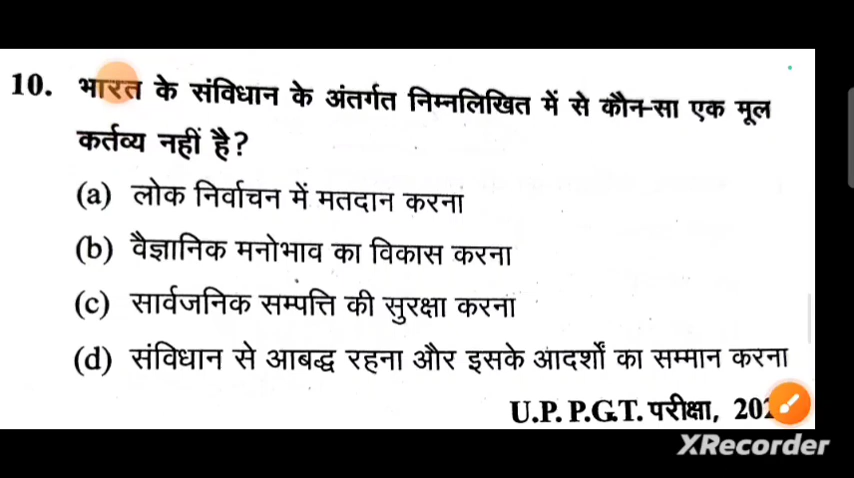 10. भारत के संविधान के अंतर्गत निम्नलिखित में से कौन-सा एक मूल
कर्तव्य नहीं है?
(a) लोक निर्वाचन में मतदान करना
(b) वैज्ञानिक मनोभाव का विकास करना
(c) सार्वजनिक सम्पत्ति की सुरक्षा करना
(d) संविधान से आबद्ध रहना और इसके आदर्शों का सम्मान करना
U.P. P.G.T. परीक्षा,
XRecorder